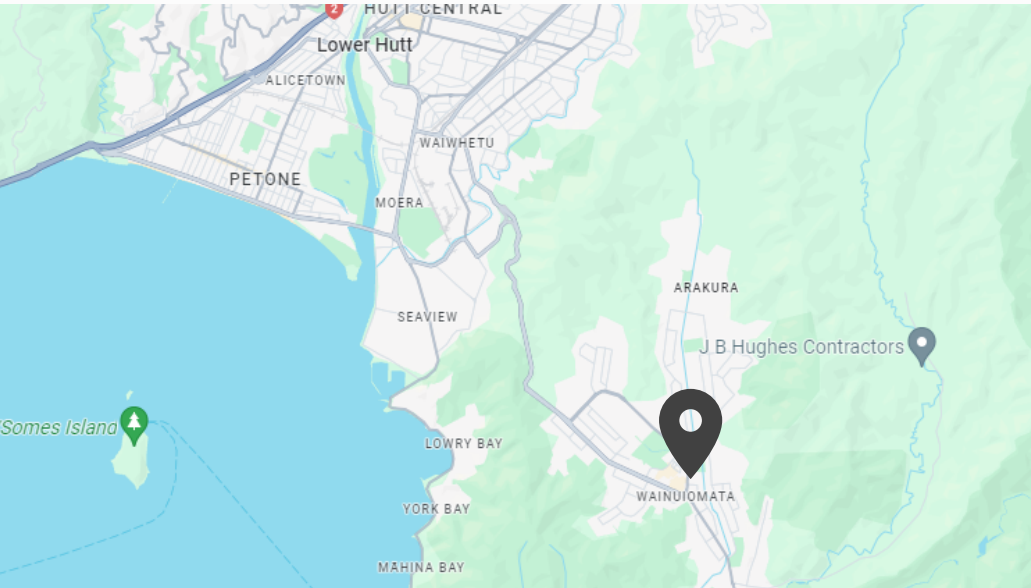 2
HUTT CENTRAL
Lower Hutt
ALICETOWN
WAIWHETU
PETONE
MOERA
ARAKURA
SEAVIEW
J B Hughes Contractors
Somes Island
LOWRY BAY
WAINUIOMATA
YORK BAY
MAHINA BAY